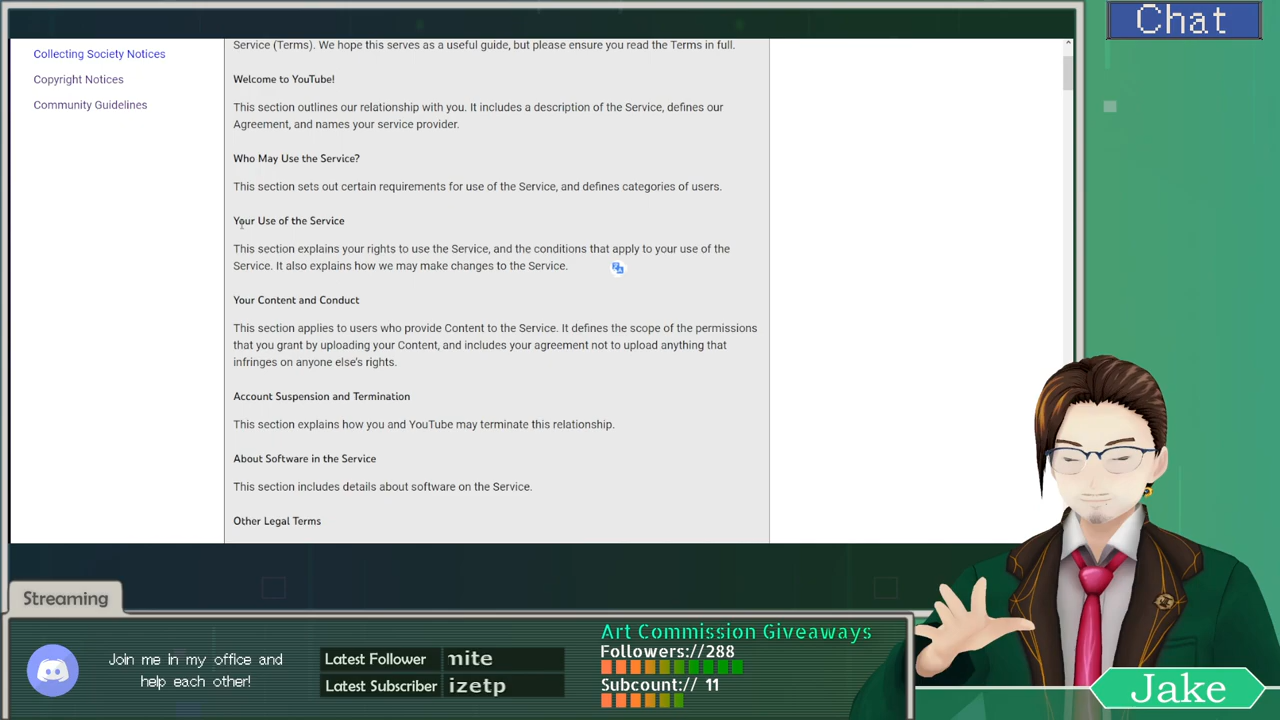 Chat
Collecting Society Notices
Copyright Notices
Community Guidelines
Service (Terms). We hope this serves as a useful guide, but please ensure you read the Terms in full.
Welcome to YouTube!
This section outlines our relationship with you. It includes a description of the Service, defines our
Agreement, and names your service provider.
Who May Use the Service?
This section sets out certain requirements for use of the Service, and defines categories of users.
Your Use of the Service
This section explains your rights to use the Service, and the conditions that apply to your use of the
Service. It also explains how we may make changes to the Service.
Your Content and Conduct
This section applies to users who provide Content to the Service. It defines the scope of the permissions
that you grant by uploading your Content, and includes your agreement not to upload anything that
infringes on anyone else's rights.
Account Suspension and Termination
This section explains how you and YouTube may terminate this relationship.
About Software in the Service
This section includes details about software on the Service.
Other Legal Terms
Streaming
Join me in my office and
help each other!
Latest Follower mite
Latest Subscriber izetp
Art Commission Giveaways
Followers://288
Subcount:// 11
Jake